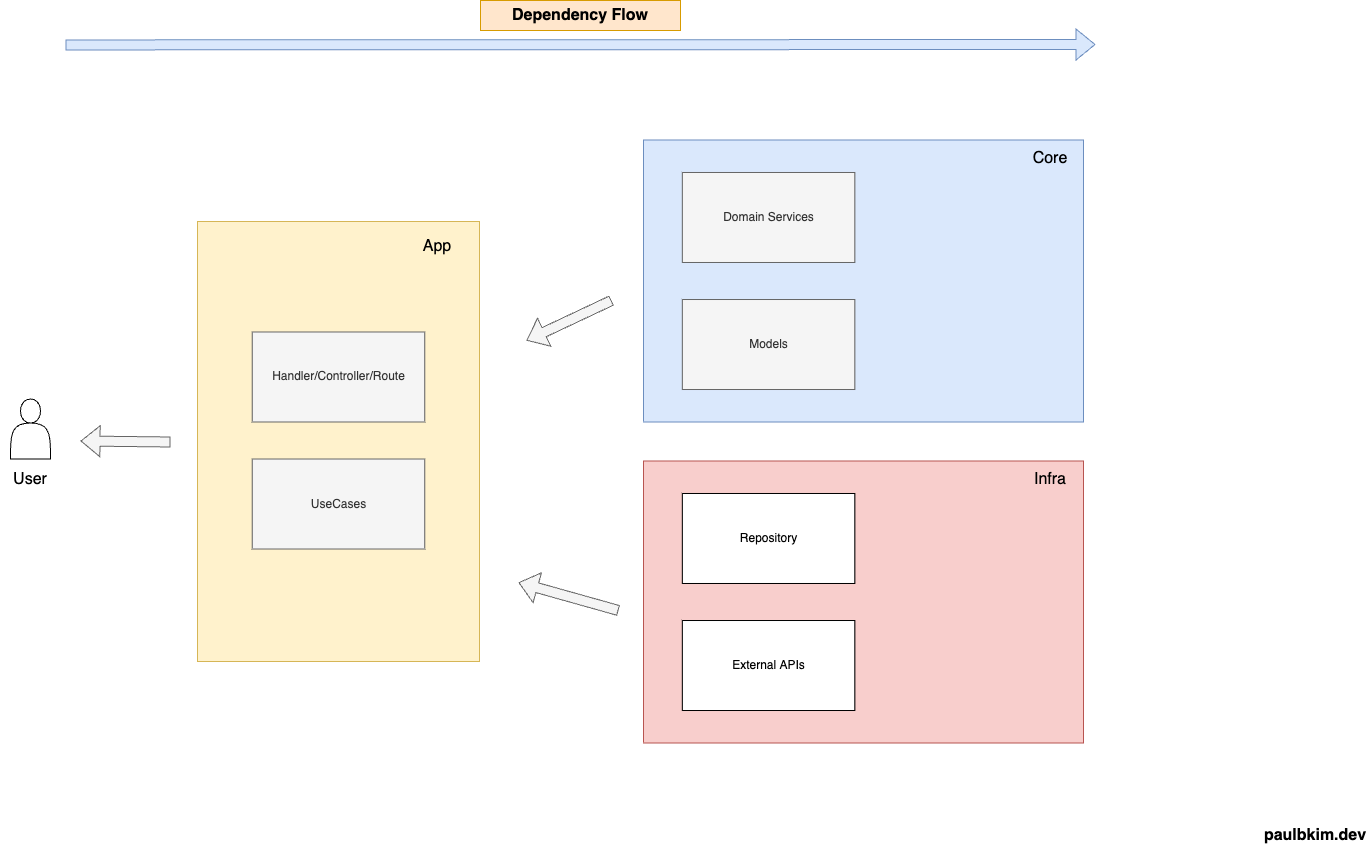 Dependency Flow
Core
Domain Services
App
Models
Handler/Controller/Route
User
UseCases
Infra
Repository
External APIs
paulbkim.dev